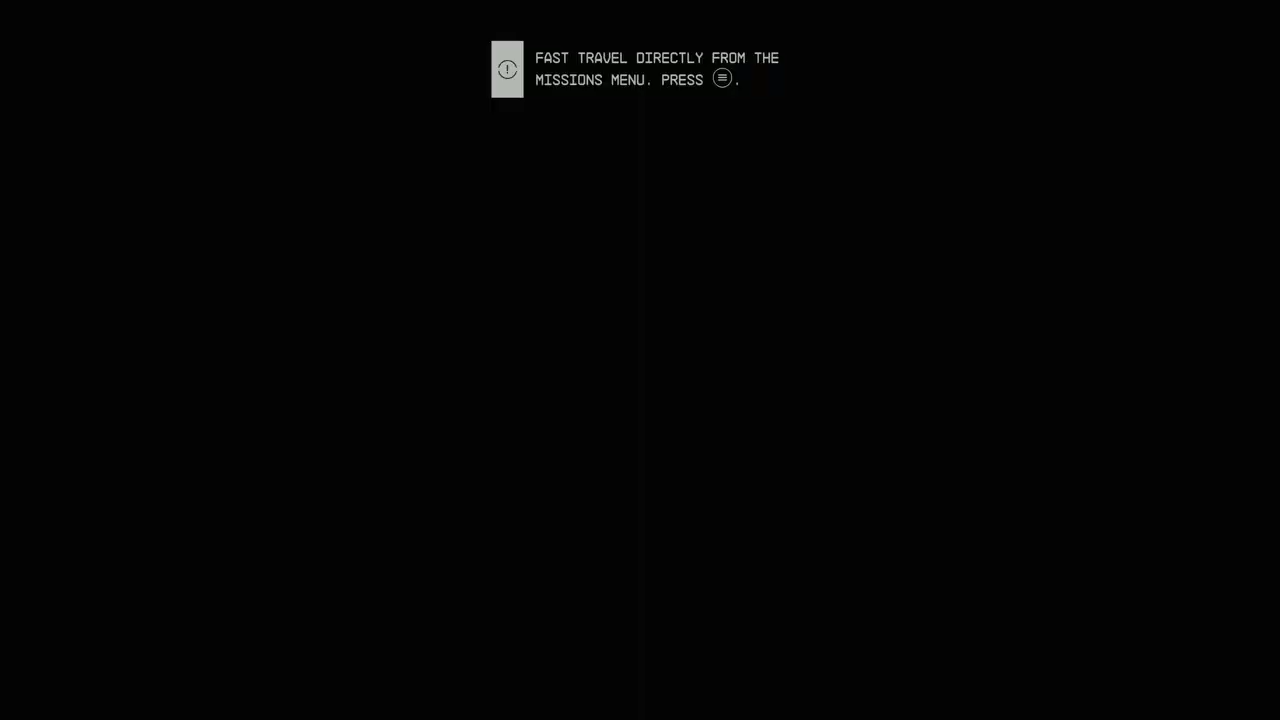 FAST TRAVEL DIRECTLY FROM THE
MISSIONS MENU. PRESS .